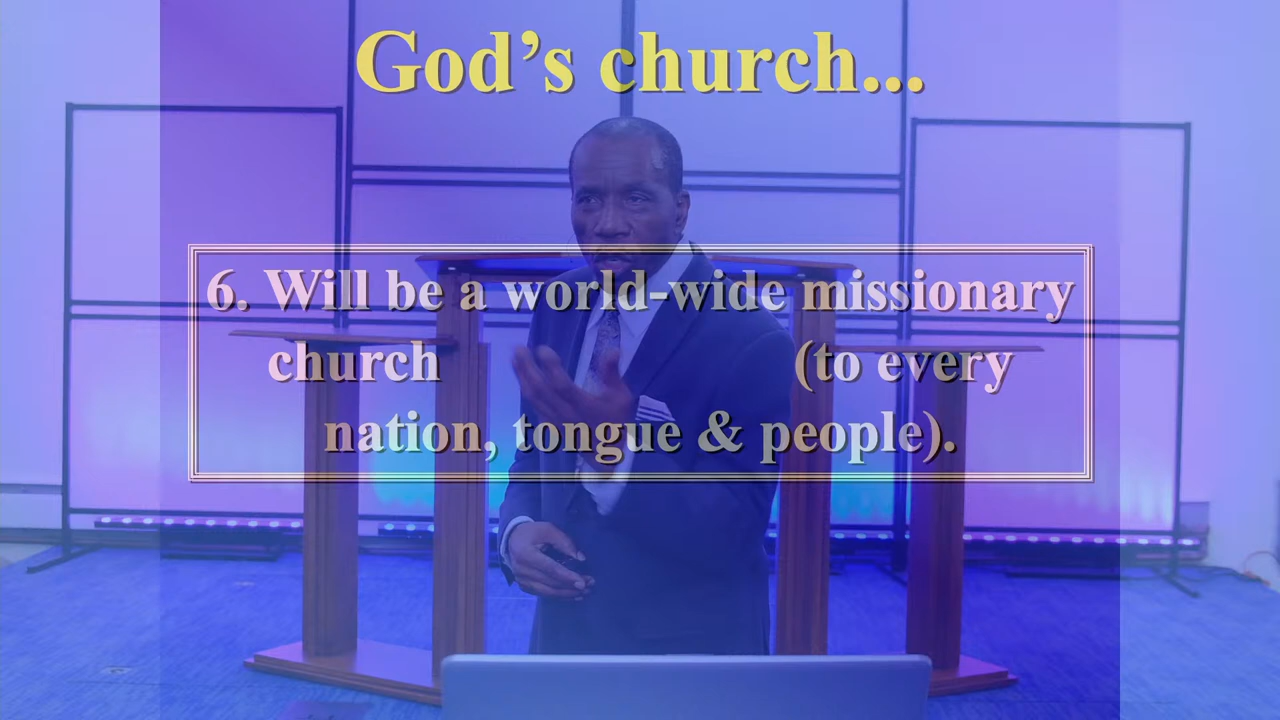 God’s church...
6. Will be a world-wide missionary
church (to every
nation, tongue & people).